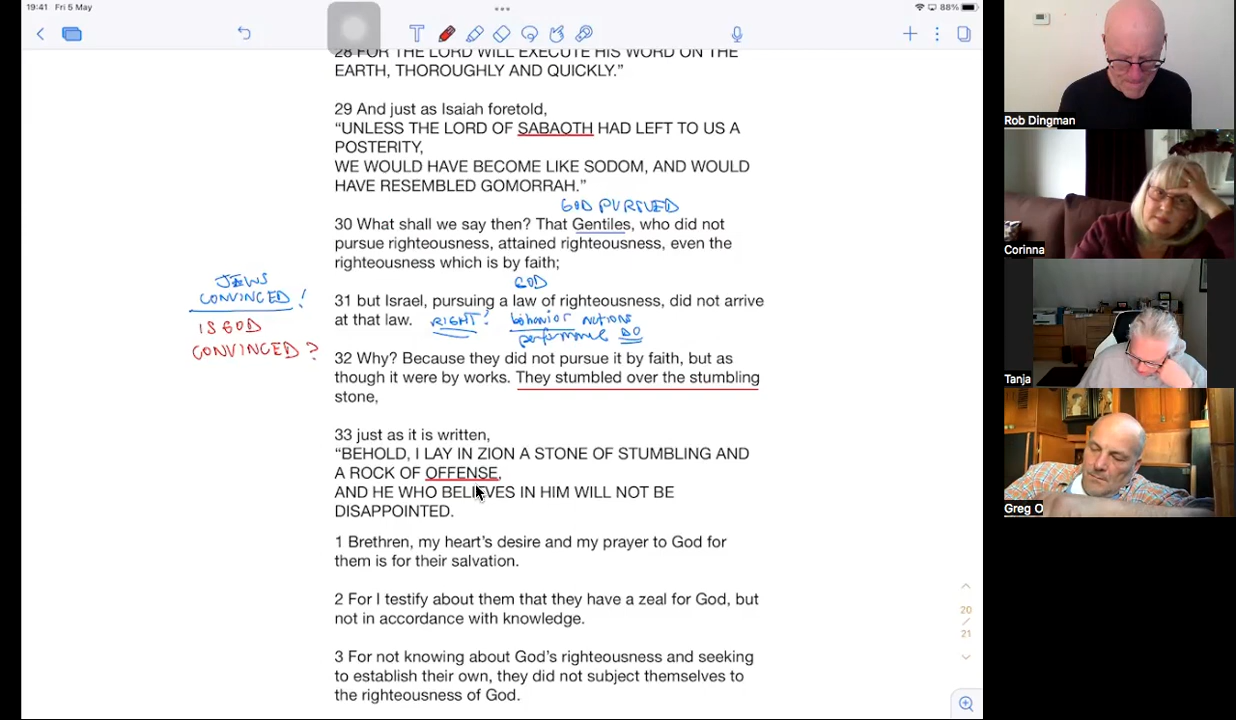 19:41 Fri 5 May
88%
28 FOR THE LORD WILL EXECUTE HIS WORD ON THE
EARTH, THOROUGHLY AND QUICKLY.”
29 And just as Isaiah foretold,
“UNLESS THE LORD OF SABAOTH HAD LEFT TO US A
POSTERITY,
WE WOULD HAVE BECOME LIKE SODOM, AND WOULD
HAVE RESEMBLED GOMORRAH.”
GOD PURSUED
30 What shall we say then? That Gentiles, who did not
pursue righteousness, attained righteousness, even the
righteousness which is by faith;
JEWS
CONVINCED!
IS GOD
CONVINCED?
GOD
31 but Israel, pursuing a law of righteousness, did not arrive
at that law.
RIGHT! behavior actions
performance DO
32 Why? Because they did not pursue it by faith, but as
though it were by works. They stumbled over the stumbling
stone,
33 just as it is written,
“BEHOLD, I LAY IN ZION A STONE OF STUMBLING AND
A ROCK OF OFFENSE,
AND HE WHO BELIEVES IN HIM WILL NOT BE
DISAPPOINTED.
1 Brethren, my heart’s desire and my prayer to God for
them is for their salvation.
2 For I testify about them that they have a zeal for God, but
not in accordance with knowledge.
3 For not knowing about God’s righteousness and seeking
to establish their own, they did not subject themselves to
the righteousness of God.
20
/
21
Rob Dingman
Corinna
Tanja
Greg O